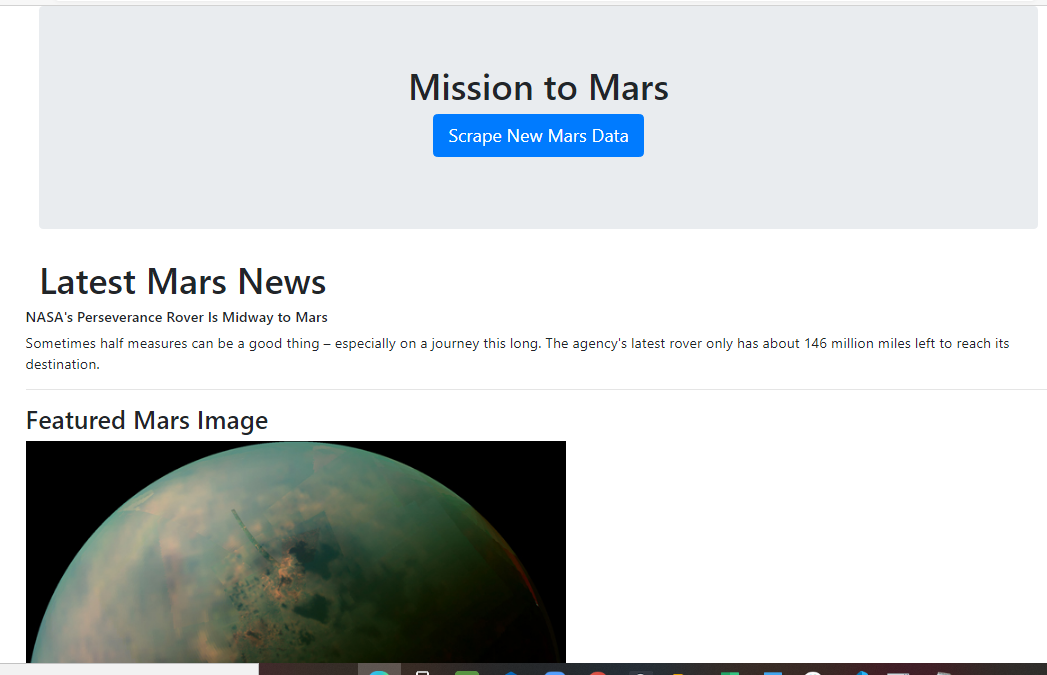 Mission to Mars
Scrape New Mars Data
Latest Mars News
NASA's Perseverance Rover Is Midway to Mars
Sometimes half measures can be a good thing – especially on a journey this long. The agency's latest rover only has about 146 million miles left to reach its
destination.
Featured Mars Image